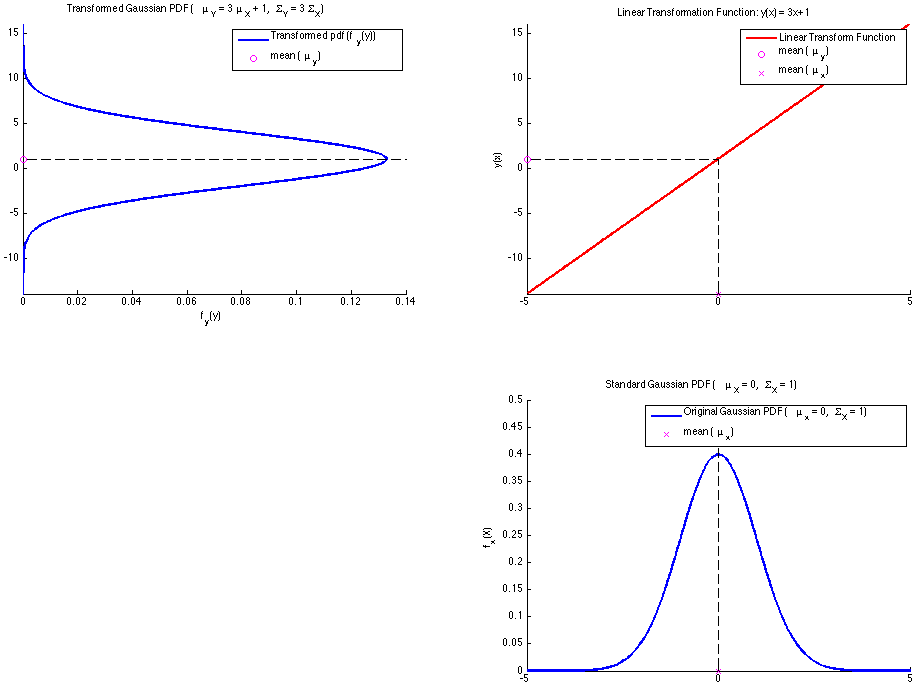 Transformed Gaussian PDF ( μY = 3 μX + 1, ΣY = 3 ΣX)
15
10
5
0
-5
-10
0 0.02 0.04 0.06 0.08 0.1 0.12 0.14
fy(y)
Transformed pdf(fy(y))
mean ( μy)
Linear Transformation Function: y(x) = 3x+1
15
10
5
0
-5
-10
y(x)
-5 0 5
Linear Transform Function
mean ( μy)
mean ( μx)
Standard Gaussian PDF ( μX = 0, ΣX = 1)
0.5
0.45
0.4
0.35
0.3
0.25
0.2
0.15
0.1
0.05
0
fx(X)
-5 0 5
Original Gaussian PDF ( μx = 0, ΣX = 1)
mean ( μx)